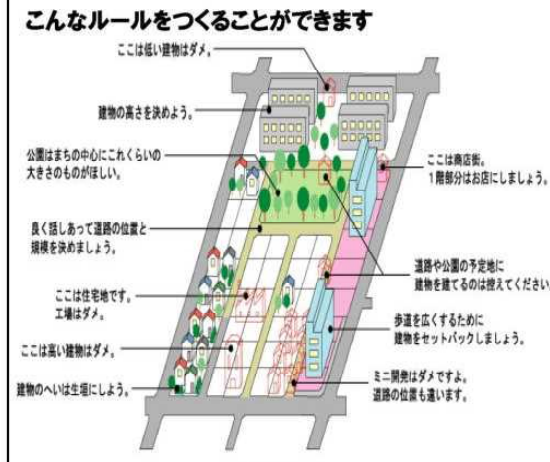 こんなルールをつくることができます
ここは低い建物はダメ。
建物の高さを決めよう。
公園はまちの中心にこれくらいの
大きさのものがほしい。
良く話しあって道路の位置と
規模を決めましょう。
ここは住宅地です。
工場はダメ。
ここは高い建物はダメ。
建物のへいは生垣にしよう。
ここは商店街。
1階部分はお店にしましょう。
道路や公園の予定地に
建物を建てるのは控えてください。
歩道を広くするために
建物をセットバックしましょう。
ミニ開発はダメですよ。
道路の位置も違います。